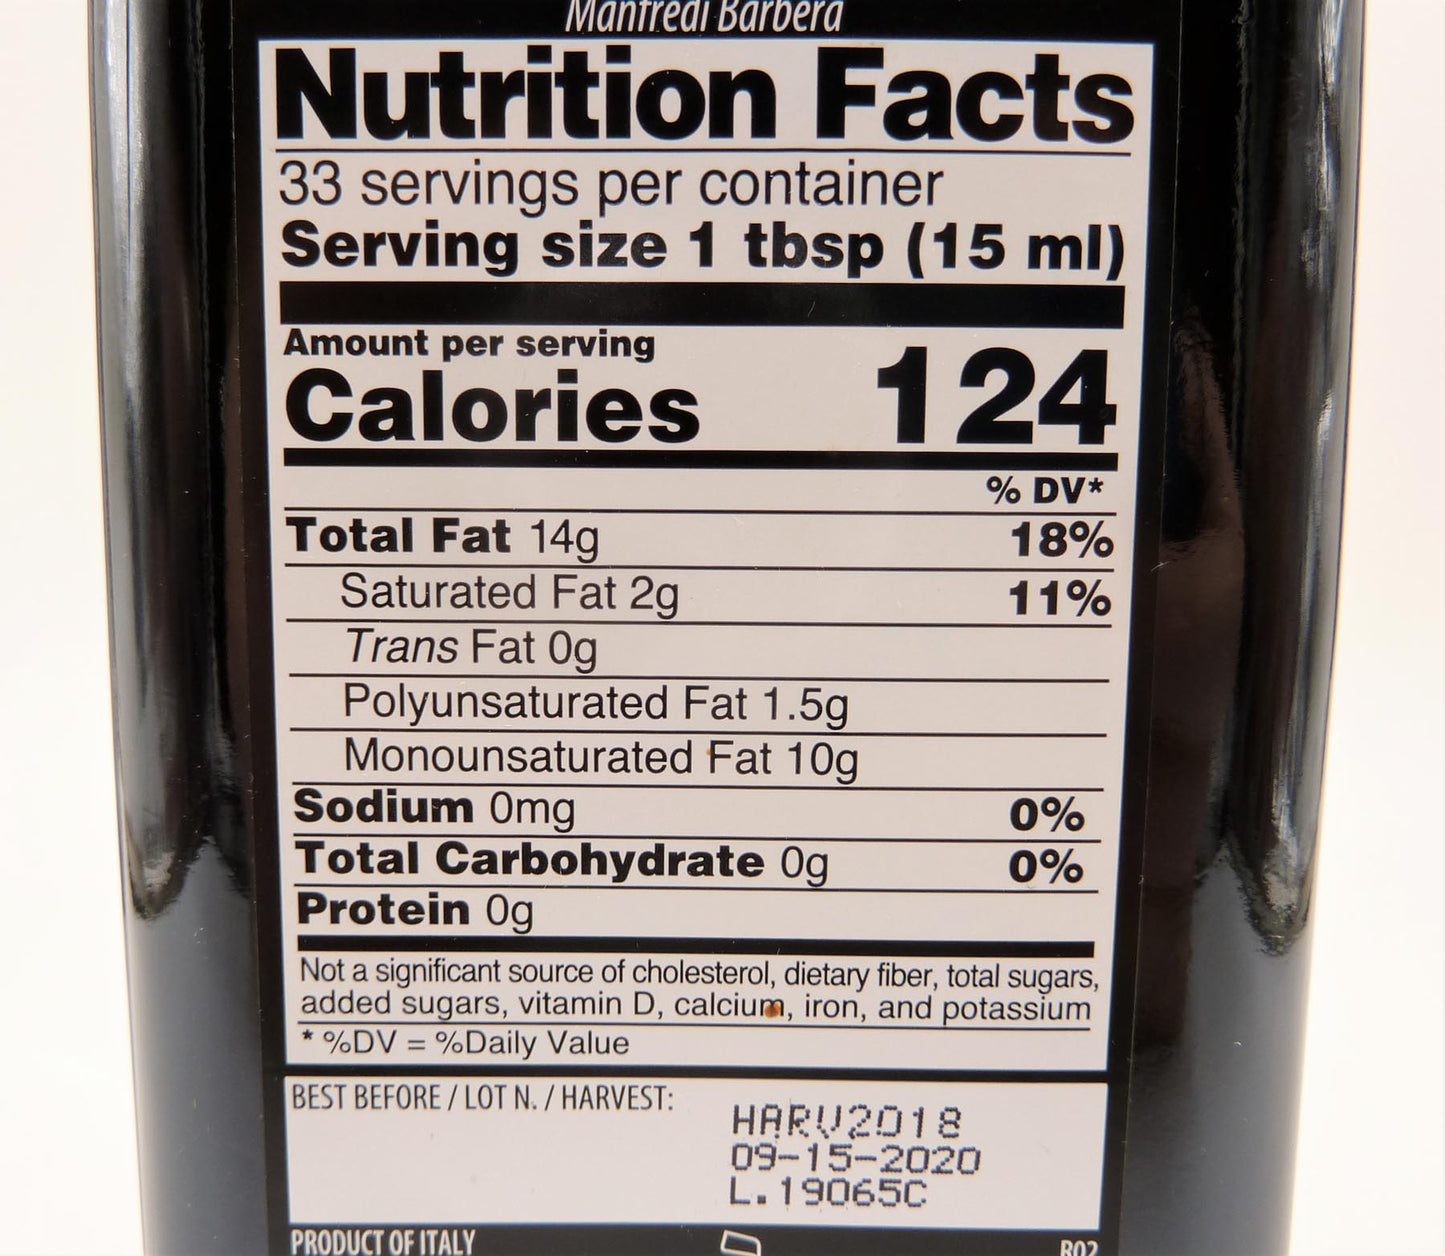 Manfredi Barbera
Nutrition Facts
33 servings per container
Serving size 1 tbsp (15 ml)
Amount per serving
Calories 124
% DV*
Total Fat 14g 18%
Saturated Fat 2g 11%
Trans Fat 0g
Polyunsaturated Fat 1.5g
Monounsaturated Fat 10g
Sodium 0mg 0%
Total Carbohydrate 0g 0%
Protein 0g
Not a significant source of cholesterol, dietary fiber, total sugars,
added sugars, vitamin D, calcium, iron, and potassium
* %DV = %Daily Value
BEST BEFORE / LOT N. / HARVEST:
HARV2018
09-15-2020
L.19065C
PRODUCT OF ITALY
R02